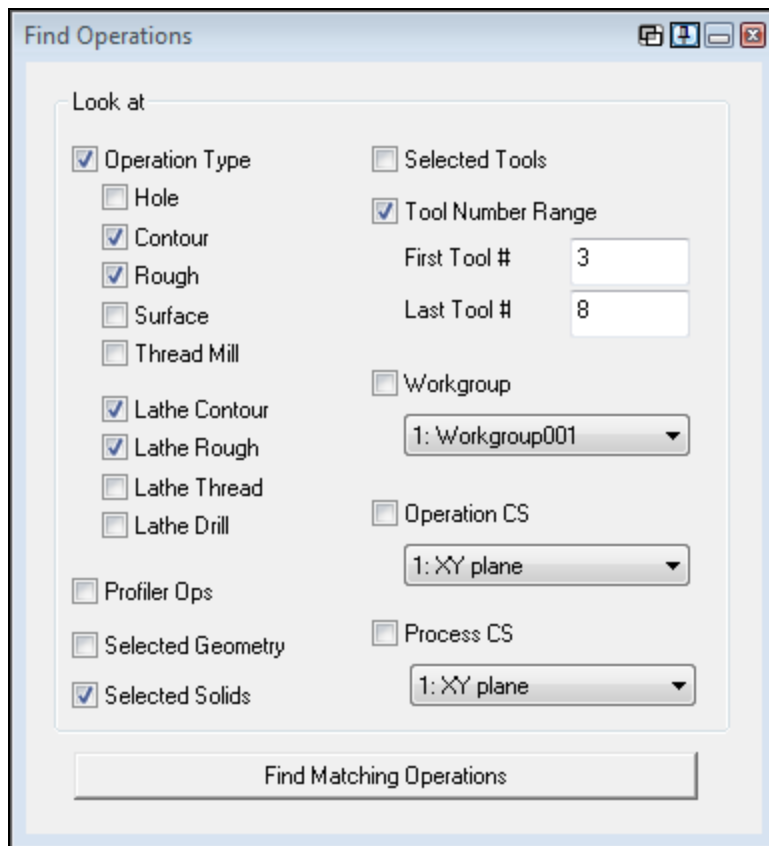 Find Operations
Look at
Operation Type
Hole
Contour
Rough
Surface
Thread Mill
Lathe Contour
Lathe Rough
Lathe Thread
Lathe Drill
Profiler Ops
Selected Geometry
Selected Solids
Selected Tools
Tool Number Range
First Tool # 3
Last Tool # 8
Workgroup
1: Workgroup001
Operation CS
1: XY plane
Process CS
1: XY plane
Find Matching Operations